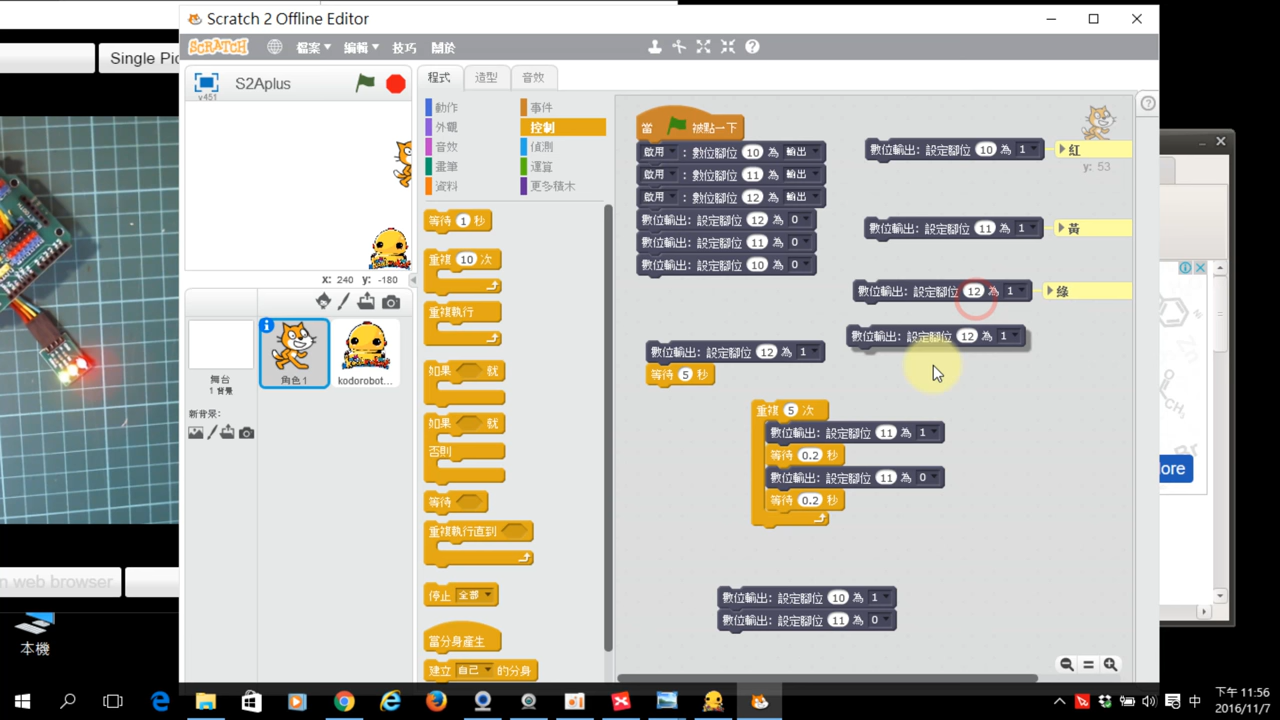 Scratch 2 Offline Editor
Single Pic
SCRATCH 檔案 編輯 技巧 關於
S2Aplus
v451
程式 造型 音效
動作 事件
外觀 控制
音效 偵測
畫筆 運算
資料 更多積木
等待 1 秒
重複 10 次
重複執行
如果 就
如果 就
否則
等待
重複執行直到
停止 全部
當分身產生
建立 自己 的分身
x: 240 y: -180
舞台
1 背景
新背景:
角色1
kodorobot...
當 被點一下
啟用 : 數位腳位 10 為 輸出
啟用 : 數位腳位 11 為 輸出
啟用 : 數位腳位 12 為 輸出
數位輸出: 設定腳位 12 為 0
數位輸出: 設定腳位 11 為 0
數位輸出: 設定腳位 10 為 0
數位輸出: 設定腳位 10 為 1 紅
y: 53
數位輸出: 設定腳位 11 為 1 黃
數位輸出: 設定腳位 12 為 1 綠
數位輸出: 設定腳位 12 為 1
數位輸出: 設定腳位 12 為 1
等待 5 秒
重複 5 次
數位輸出: 設定腳位 11 為 1
等待 0.2 秒
數位輸出: 設定腳位 11 為 0
等待 0.2 秒
數位輸出: 設定腳位 10 為 1
數位輸出: 設定腳位 11 為 0
ore
n web browser
本機
中
下午 11:56
2016/11/7